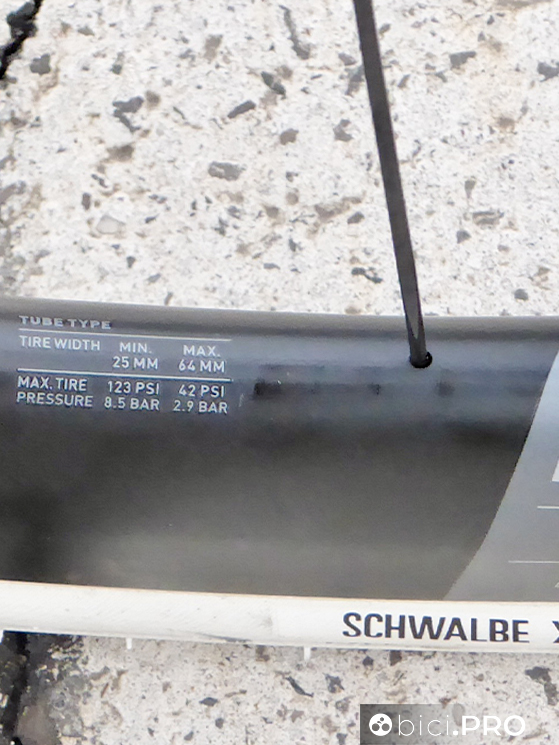 TUBE TYPE
TIRE WIDTH MIN. MAX.
25 MM 64 MM
MAX. TIRE 123 PSI 42 PSI
PRESSURE 8.5 BAR 2.9 BAR
SCHWALBE
bici.PRO